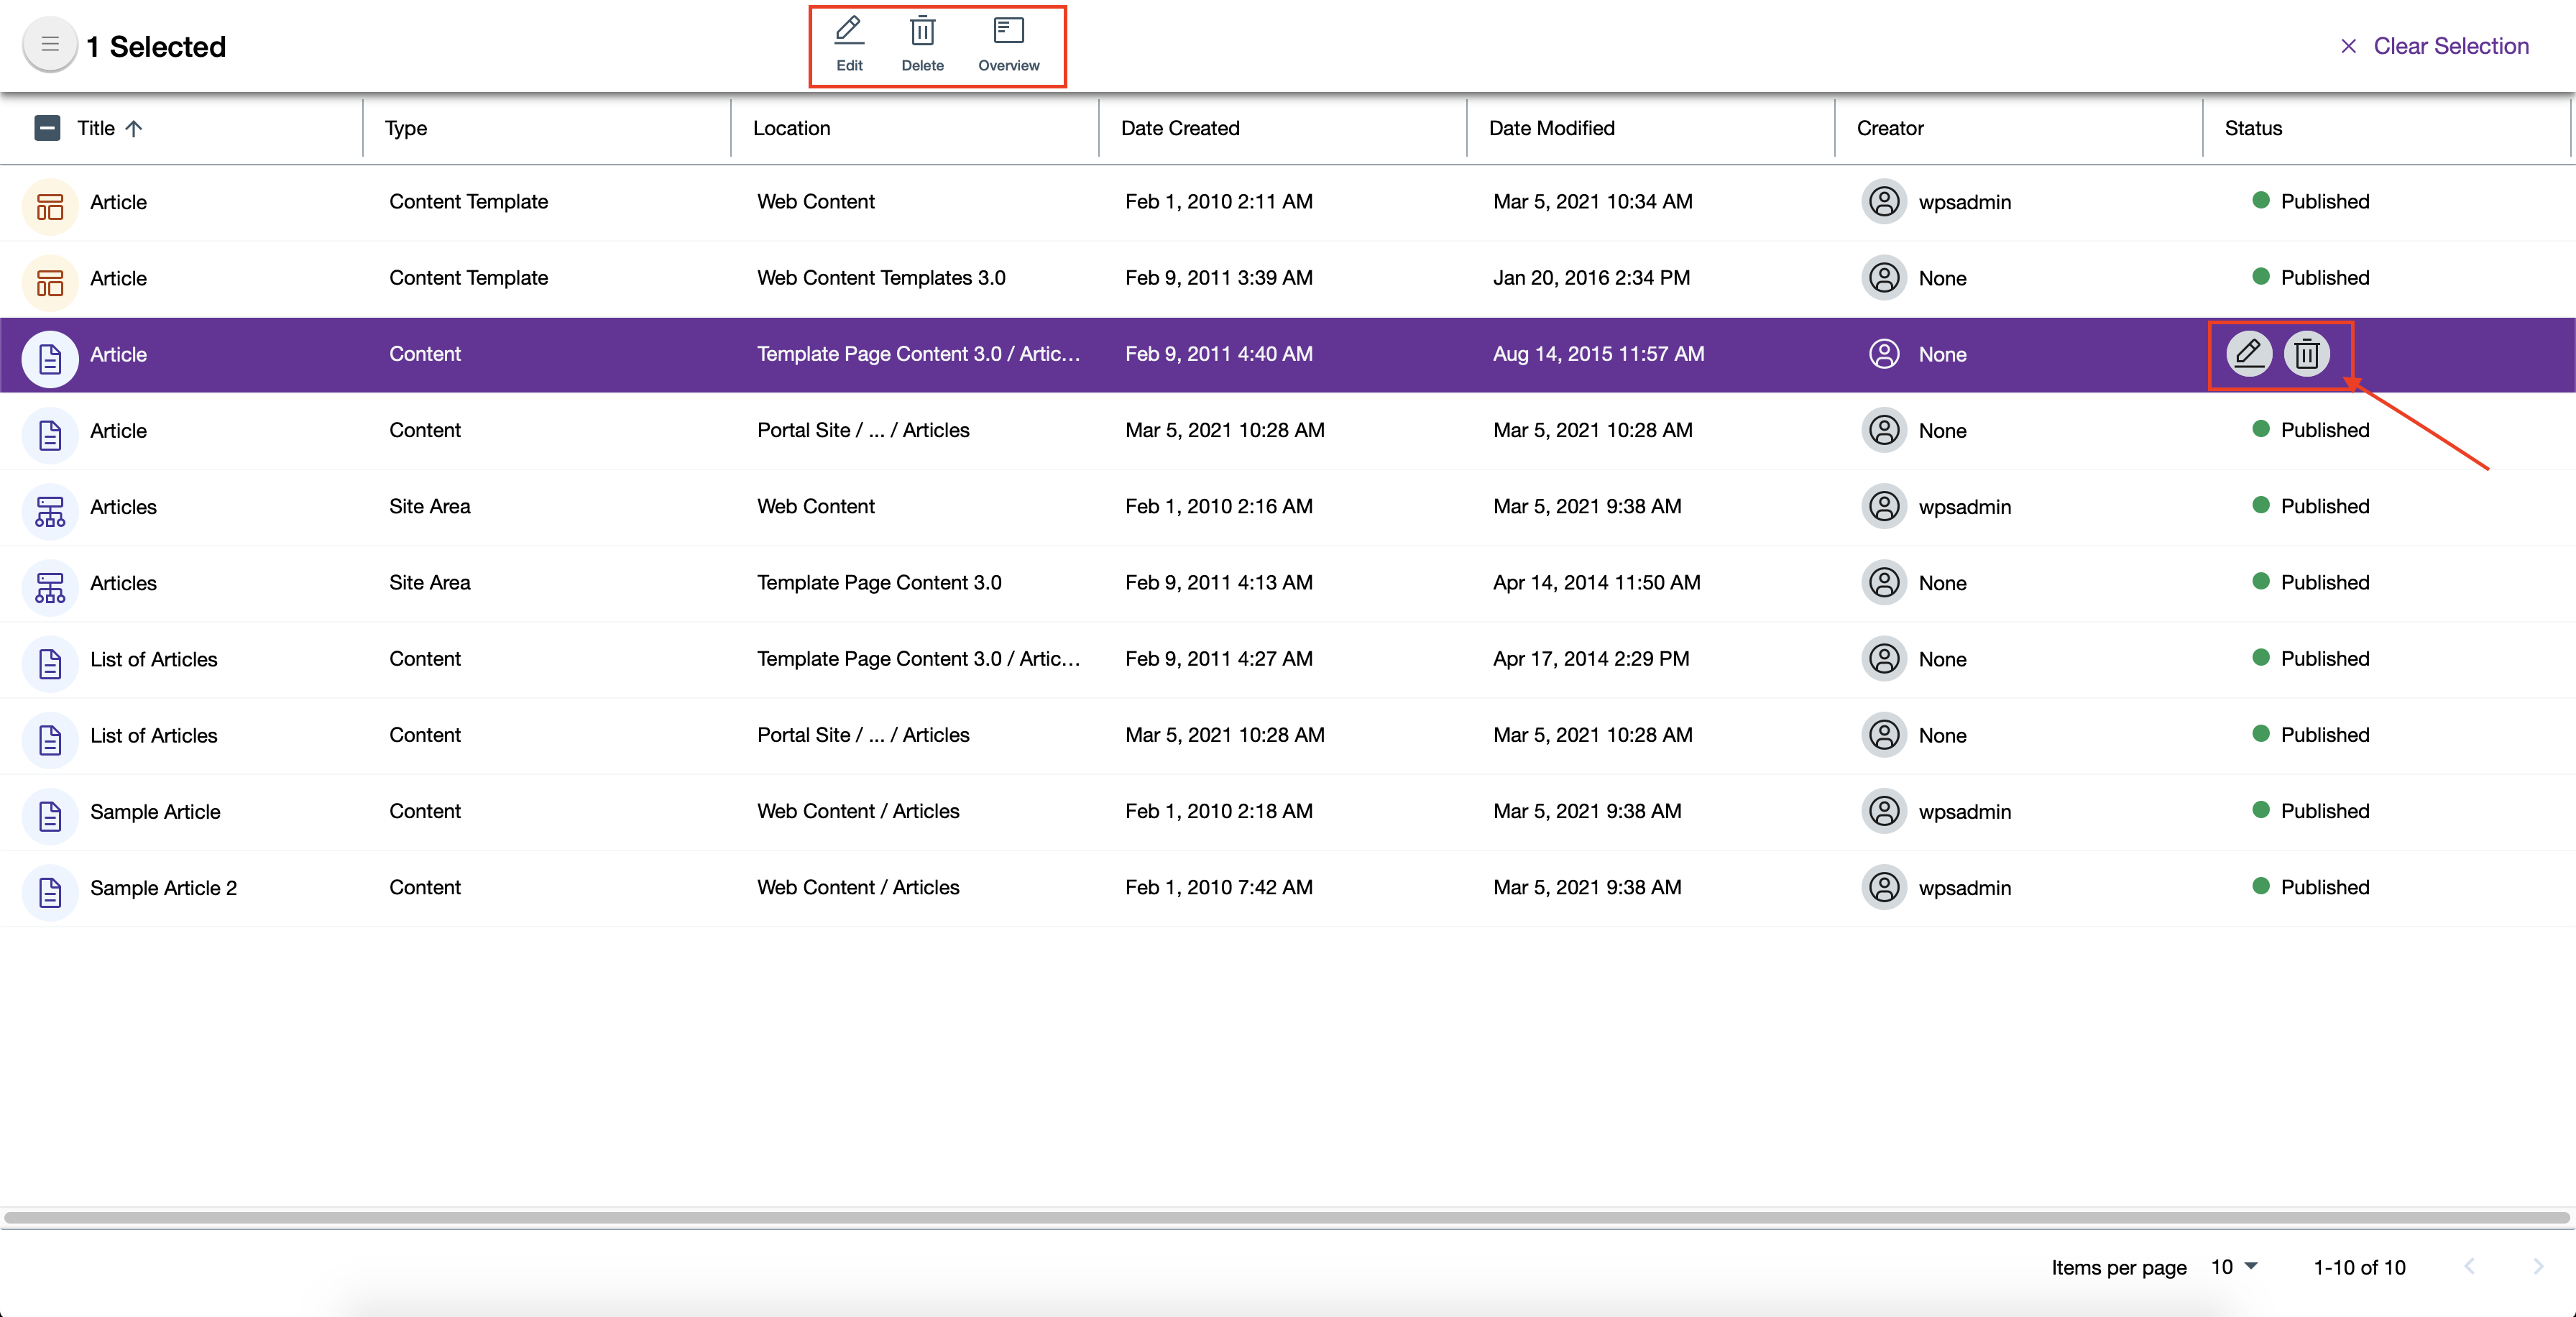 1 Selected
Edit Delete Overview
Clear Selection
Title Type Location Date Created Date Modified Creator Status
Article Content Template Web Content Feb 1, 2010 2:11 AM Mar 5, 2021 10:34 AM wpsadmin Published
Article Content Template Web Content Templates 3.0 Feb 9, 2011 3:39 AM Jan 20, 2016 2:34 PM None Published
Article Content Template Page Content 3.0 / Artic... Feb 9, 2011 4:40 AM Aug 14, 2015 11:57 AM None
Article Content Portal Site / ... / Articles Mar 5, 2021 10:28 AM Mar 5, 2021 10:28 AM None Published
Articles Site Area Web Content Feb 1, 2010 2:16 AM Mar 5, 2021 9:38 AM wpsadmin Published
Articles Site Area Template Page Content 3.0 Feb 9, 2011 4:13 AM Apr 14, 2014 11:50 AM None Published
List of Articles Content Template Page Content 3.0 / Artic... Feb 9, 2011 4:27 AM Apr 17, 2014 2:29 PM None Published
List of Articles Content Portal Site / ... / Articles Mar 5, 2021 10:28 AM Mar 5, 2021 10:28 AM None Published
Sample Article Content Web Content / Articles Feb 1, 2010 2:18 AM Mar 5, 2021 9:38 AM wpsadmin Published
Sample Article 2 Content Web Content / Articles Feb 1, 2010 7:42 AM Mar 5, 2021 9:38 AM wpsadmin Published
Items per page 10 1-10 of 10